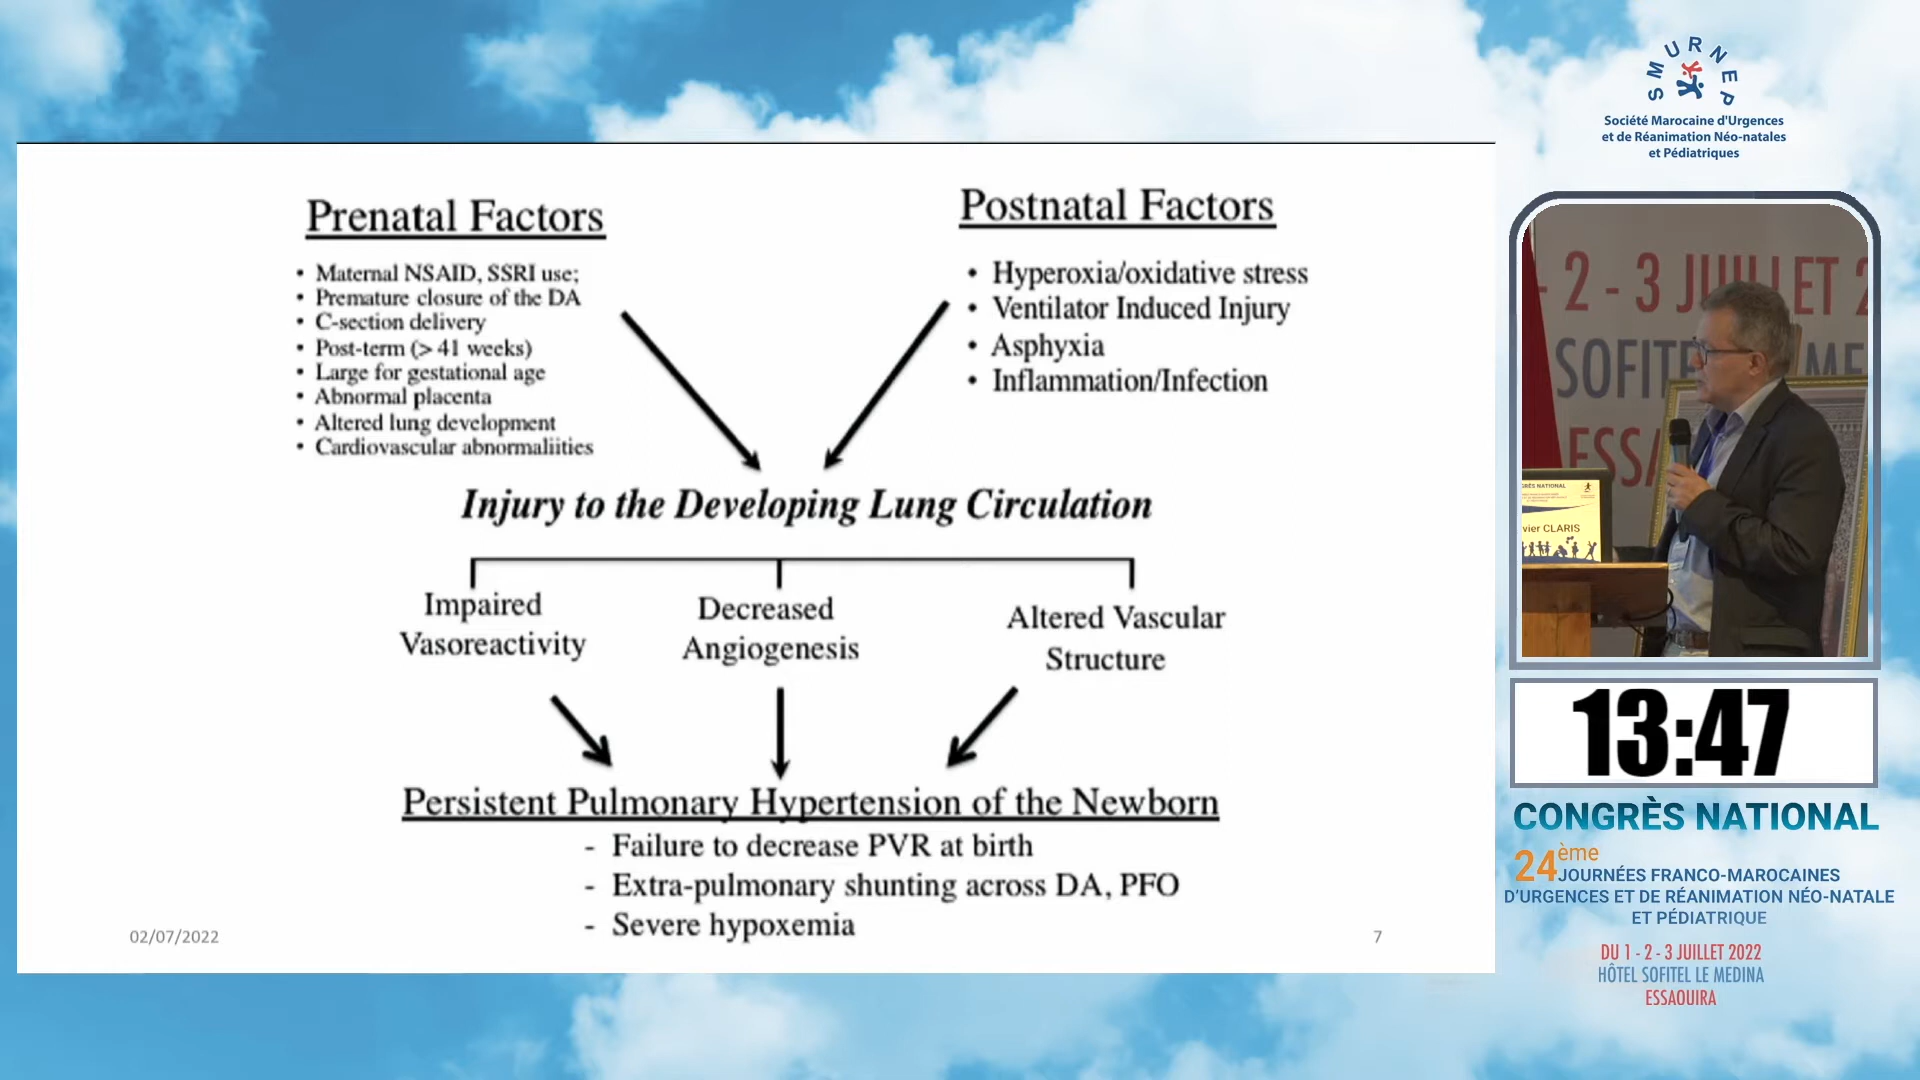 SMURNEP
Société Marocaine d'Urgences
et de Réanimation Néo-natales
et Pédiatriques
Prenatal Factors
• Maternal NSAID, SSRI use;
• Premature closure of the DA
• C-section delivery
• Post-term (> 41 weeks)
• Large for gestational age
• Abnormal placenta
• Altered lung development
• Cardiovascular abnormaliities
Postnatal Factors
• Hyperoxia/oxidative stress
• Ventilator Induced Injury
• Asphyxia
• Inflammation/Infection
Injury to the Developing Lung Circulation
Impaired
Vasoreactivity
Decreased
Angiogenesis
Altered Vascular
Structure
Persistent Pulmonary Hypertension of the Newborn
- Failure to decrease PVR at birth
- Extra-pulmonary shunting across DA, PFO
- Severe hypoxemia
02/07/2022
7
- 2 - 3 JUILLET 2
SOFITE ME
ESSA
GRÈS NATIONAL
vier CLARIS
13:47
CONGRÈS NATIONAL
24ème
JOURNÉES FRANCO-MAROCAINES
D'URGENCES ET DE RÉANIMATION NÉO-NATALE
ET PÉDIATRIQUE
DU 1 - 2 - 3 JUILLET 2022
HÔTEL SOFITEL LE MEDINA
ESSAOUIRA